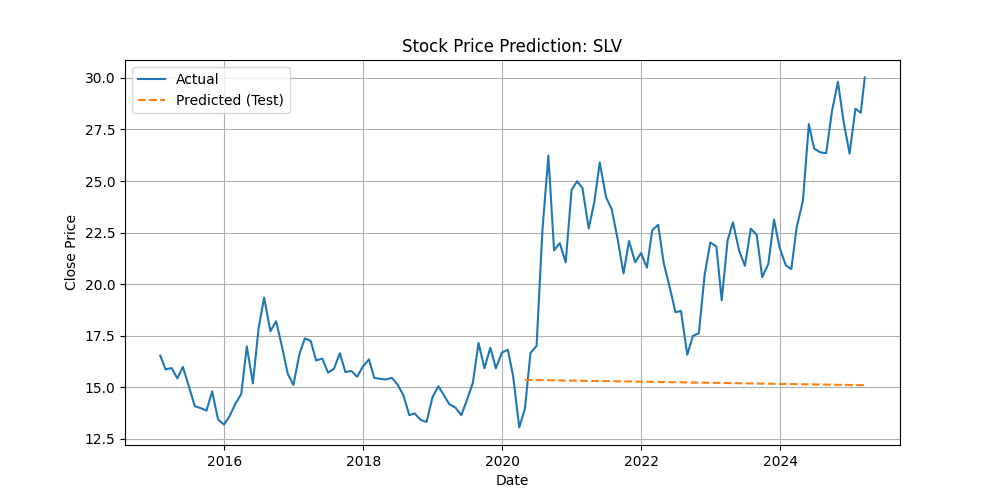 Stock Price Prediction: SLV
Actual
Predicted (Test)
30.0
27.5
25.0
22.5
20.0
17.5
15.0
12.5
Close Price
2016
2018
2020
2022
2024
Date